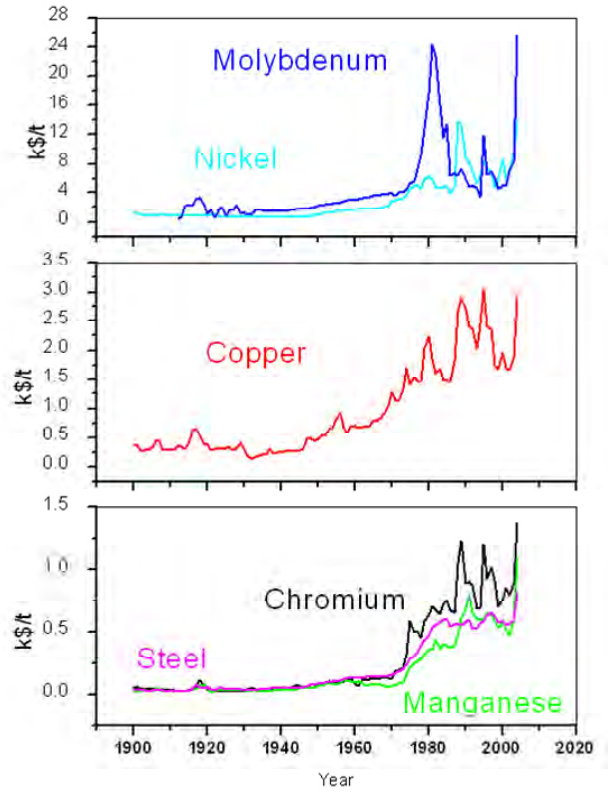 28
24
20
16
12
8
4
0
k$/t
Molybdenum
Nickel
3.5
3.0
2.5
2.0
1.5
1.0
0.5
0.0
k$/t
Copper
1.5
1.0
0.5
0.0
k$/t
Chromium
Steel
Manganese
1900 1920 1940 1960 1980 2000 2020
Year